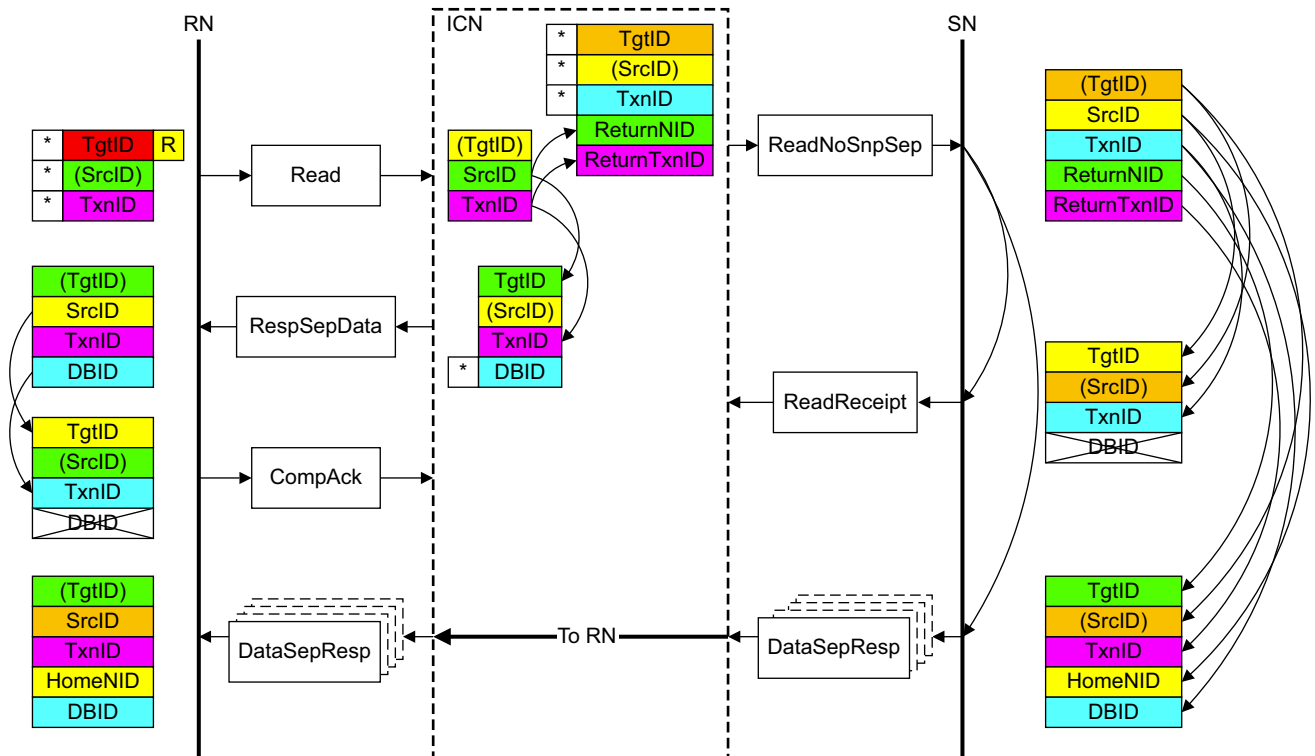 RN
ICN
SN
* TgtID R
* (SrcID)
* TxnID
Read
(TgtID)
SrcID
TxnID
* TgtID
* (SrcID)
* TxnID
ReturnNID
ReturnTxnID
ReadNoSnpSep
(TgtID)
SrcID
TxnID
ReturnNID
ReturnTxnID
(TgtID)
SrcID
TxnID
DBID
RespSepData
TgtID
(SrcID)
TxnID
* DBID
ReadReceipt
TgtID
(SrcID)
TxnID
DBID
TgtID
(SrcID)
TxnID
DBID
CompAck
(TgtID)
SrcID
TxnID
HomeNID
DBID
DataSepResp
To RN
DataSepResp
TgtID
(SrcID)
TxnID
HomeNID
DBID